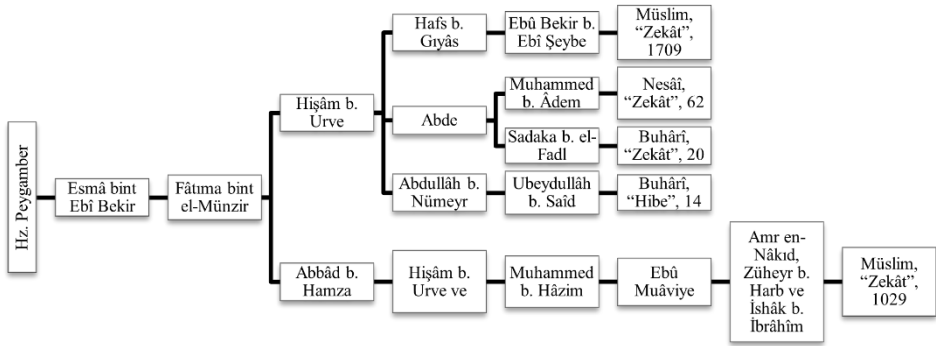 Hz. Peygamber
Esmâ bint
Ebî Bekir
Fâtıma bint
el-Münzir
Hişâm b.
Urve
Hafs b.
Gıyâs
Ebû Bekir b.
Ebî Şeybe
Müslim,
“Zekât”,
1709
Abde
Muhammed
b. Âdem
Nesâî,
“Zekât”, 62
Sadaka b. el-
Fadl
Buhârî,
“Zekât”, 20
Abdullâh b.
Nümeyr
Ubeydullâh
b. Saîd
Buhârî,
“Hibe”, 14
Abbâd b.
Hamza
Hişâm b.
Urve ve
Muhammed
b. Hâzim
Ebû
Muâviye
Amr en-
Nâkıd,
Züheyr b.
Harb ve
İshâk b.
İbrâhîm
Müslim,
“Zekât”,
1029